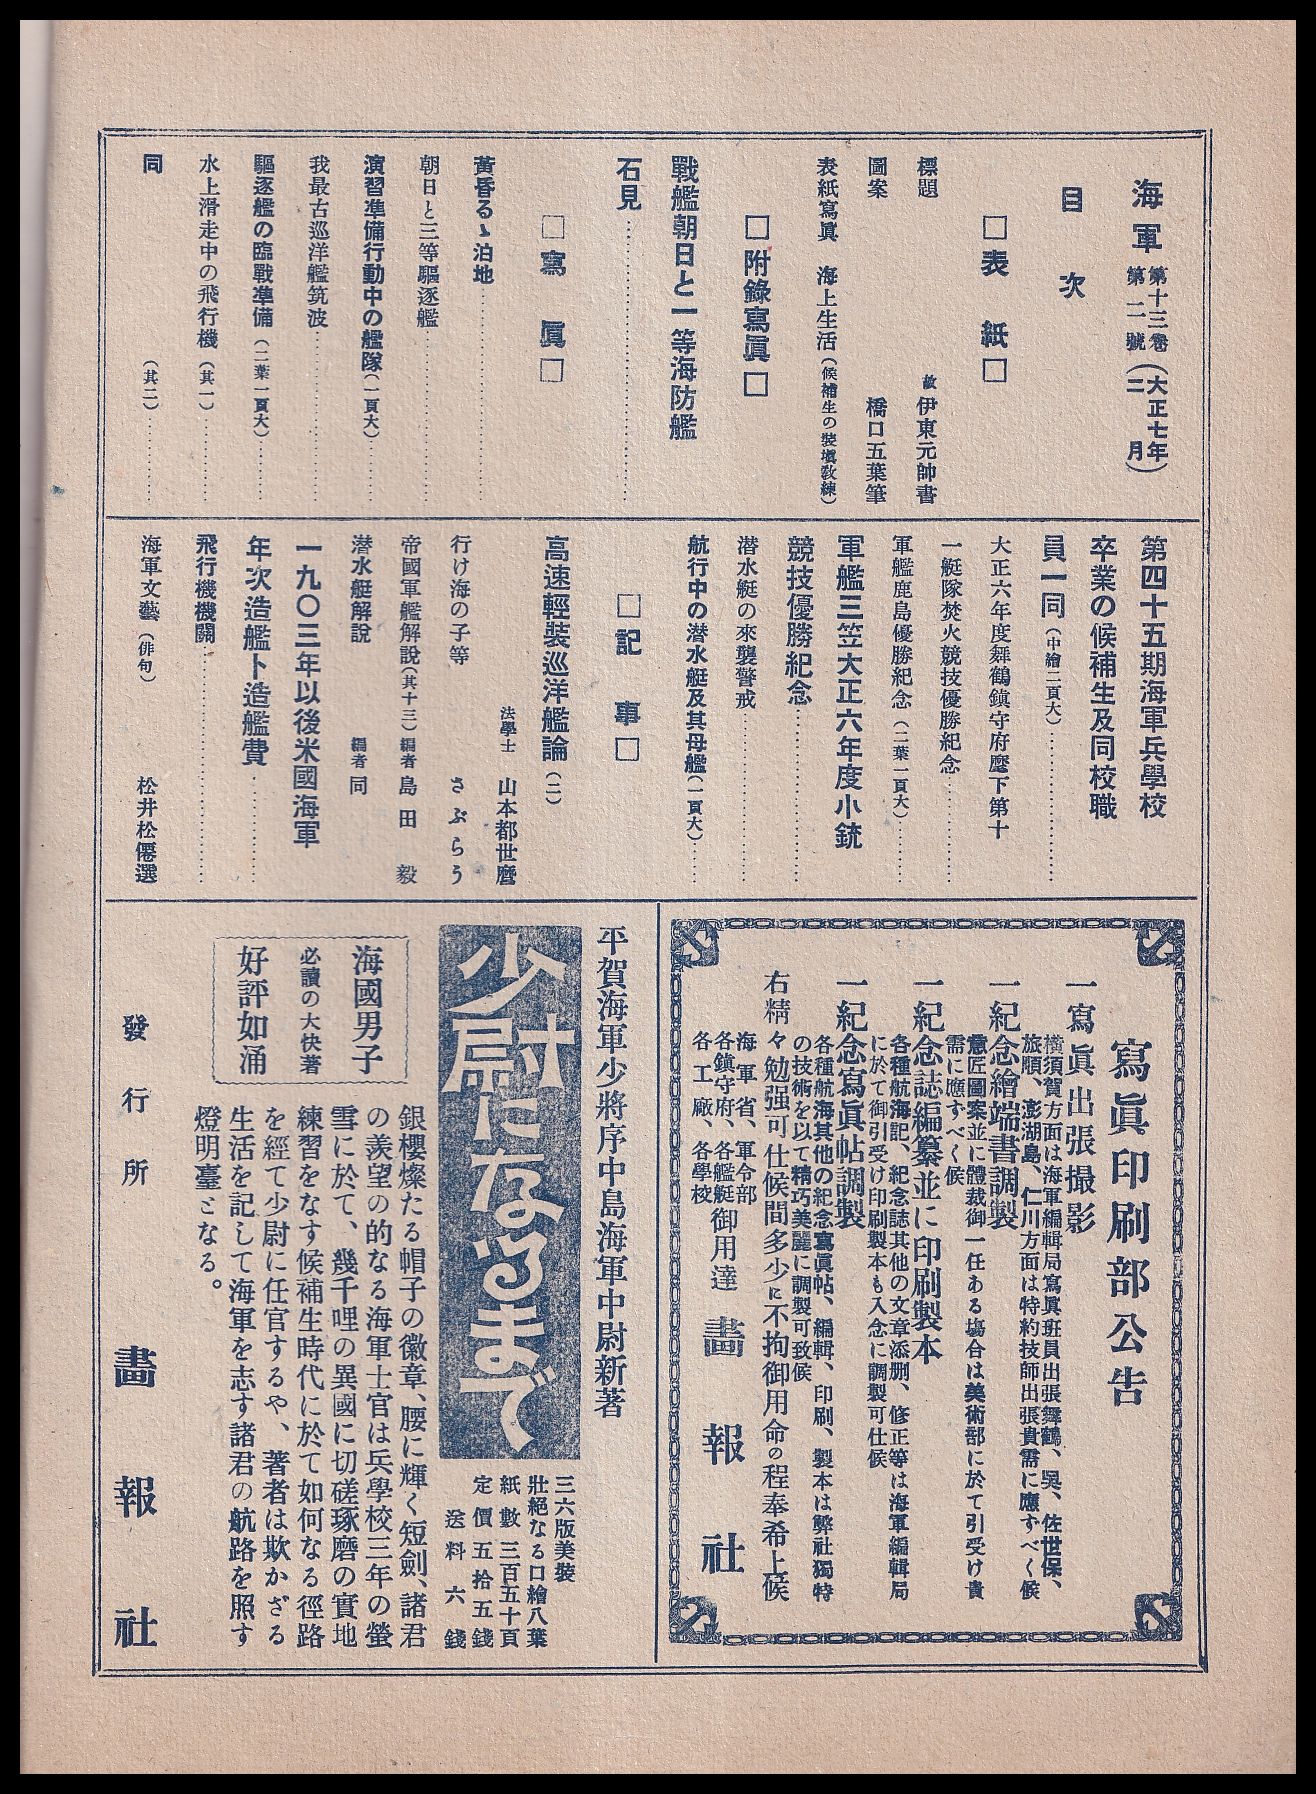 海軍 第十三卷第二號（大正七年二月）
目次
□表紙□
標題 故 伊東元帥書
圖案 橋口五葉筆
表紙寫眞 海上生活（候補生の裝塡敎練）
□附錄寫眞□
戰艦朝日と一等海防艦
石見
□寫眞□
黃昏るゝ泊地
朝日と三等驅逐艦
演習準備行動中の艦隊（一頁大）
我最古巡洋艦筑波
驅逐艦の臨戰準備（二葉一頁大）
水上滑走中の飛行機（其一）
同（其二）
第四十五期海軍兵學校
卒業の候補生及同校職
員一同（中繪二頁大）
大正六年度舞鶴鎮守府麾下第十
一艇隊焚火競技優勝紀念
軍艦鹿島優勝紀念（二葉一頁大）
軍艦三笠大正六年度小銃
競技優勝紀念
潜水艇の來襲警戒
航行中の潜水艇及其母艦（一頁大）
□記事□
高速輕裝巡洋艦論（二）
法學士 山本都世麿
行け海の子等 さぶらう
帝國軍艦解說（其十三）編者 島田毅
潜水艇解說 編者 同
一九〇三年以後米國海軍
年次造艦ト造艦費
飛行機機關
海軍文藝（俳句） 松井松僊選
寫眞印刷部公告
一寫眞出張撮影
橫須賀方面は海軍編輯局寫眞班員出張舞鶴、吳、佐世保、
旅順、澎湖島、仁川方面は特約技師出張貴需に應ずべく候
一紀念繪端書調製
意匠圖案並に體裁御一任ある場合は美術部に於て引受け貴
需に應ずべく候
一紀念誌編纂並に印刷製本
各種航海記、紀念誌其他の文章添删、修正等は海軍編輯局
に於て御引受け印刷製本も入念に調製可仕候
一紀念寫眞帖調製
各種航海其他の紀念寫眞帖、編輯、印刷、製本は弊社獨特
の技術を以て精巧美麗に調製可致候
右精々勉强可仕候間多少に不拘御用命の程奉希上候
海軍省、軍令部
各鎮守府、各艦艇
各工廠、各學校
御用達
畫報社
平賀海軍少將序中島海軍中尉新著
少尉になるまで
三六版美裝
壯絕なる口繪八葉
紙數三百五十頁
定價五拾五錢
送料六錢
海國男子
必讀の大快著
好評如涌
銀櫻燦たる帽子の徽章、腰に輝く短劍、諸君
の羨望の的なる海軍士官は兵學校三年の螢
雪に於て、幾千哩の異國に切磋琢磨の實地
練習をなす候補生時代に於て如何なる徑路
を經て少尉に任官するや、著者は欺かざる
生活を記して海軍を志す諸君の航路を照す
燈明臺となる。
發行所 畫報社